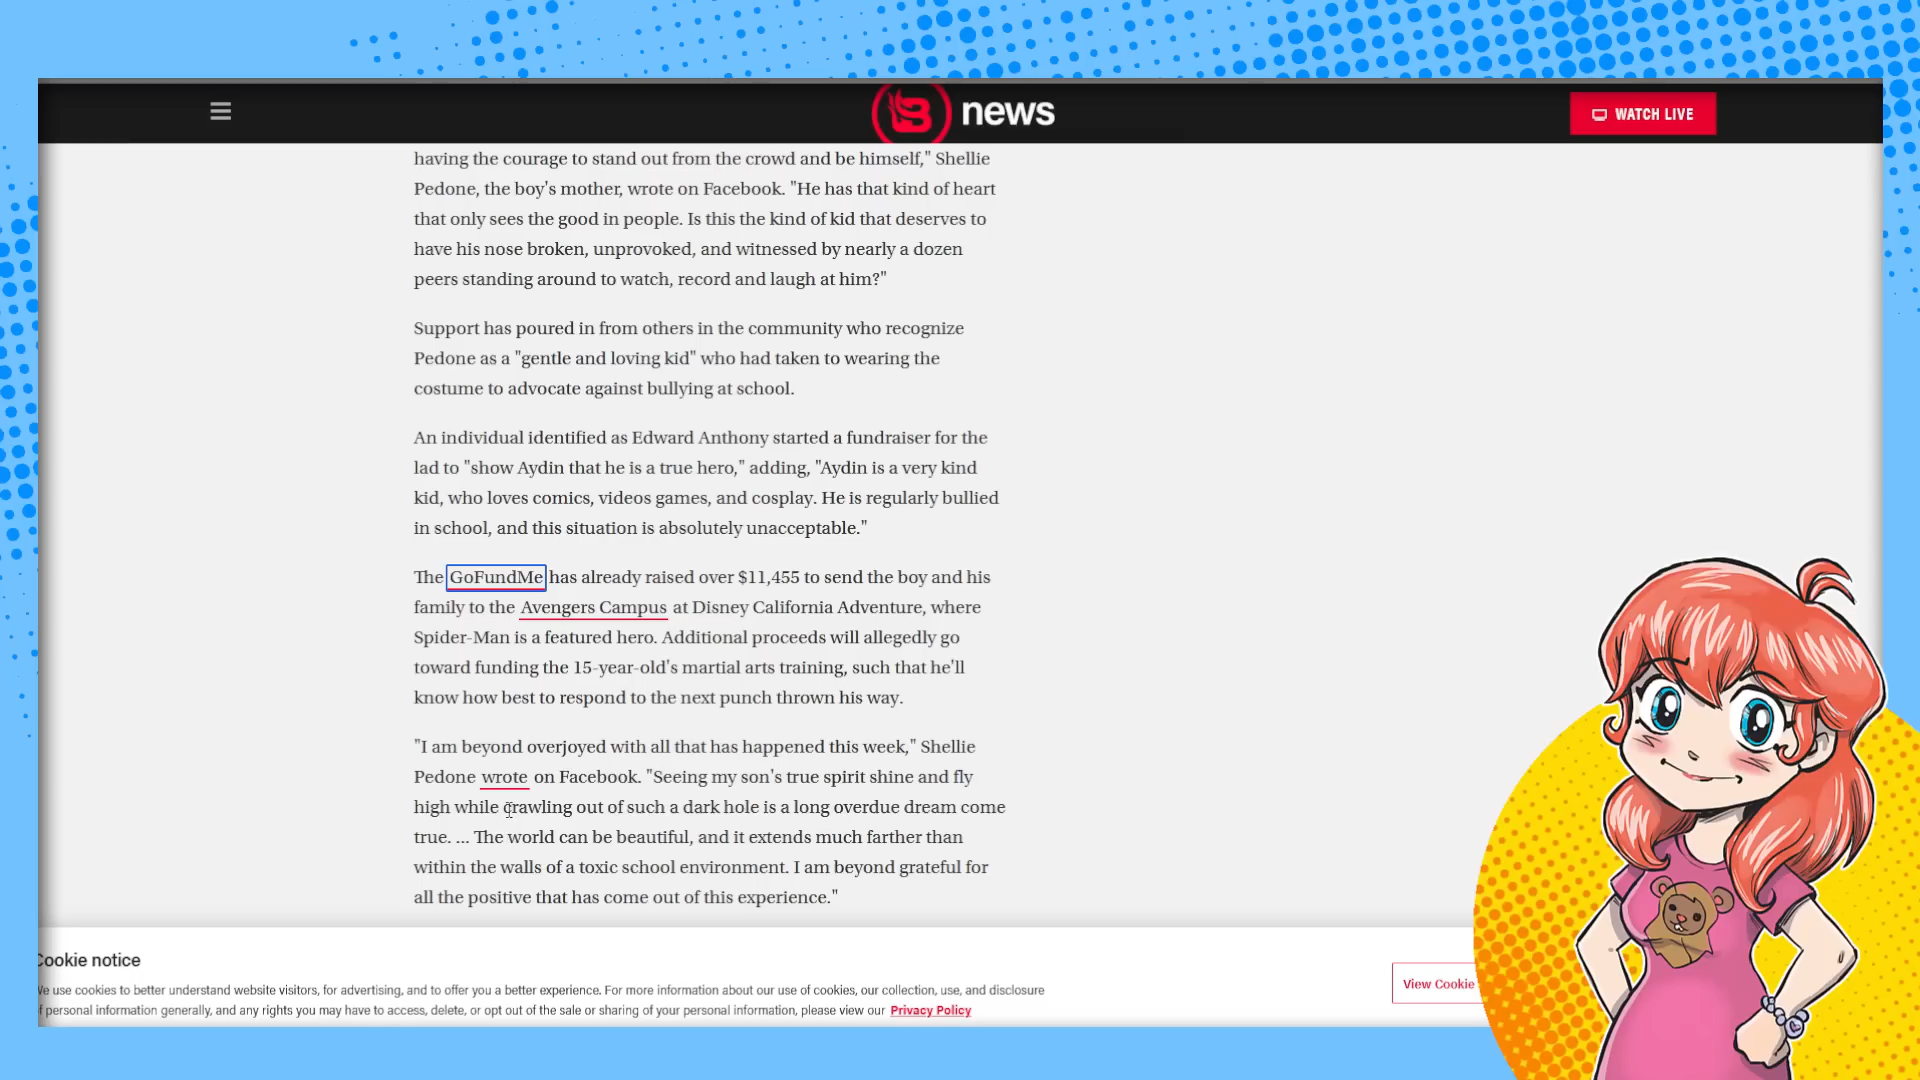 news
WATCH LIVE
having the courage to stand out from the crowd and be himself," Shellie
Pedone, the boy's mother, wrote on Facebook. "He has that kind of heart
that only sees the good in people. Is this the kind of kid that deserves to
have his nose broken, unprovoked, and witnessed by nearly a dozen
peers standing around to watch, record and laugh at him?"
Support has poured in from others in the community who recognize
Pedone as a "gentle and loving kid" who had taken to wearing the
costume to advocate against bullying at school.
An individual identified as Edward Anthony started a fundraiser for the
lad to "show Aydin that he is a true hero," adding, "Aydin is a very kind
kid, who loves comics, videos games, and cosplay. He is regularly bullied
in school, and this situation is absolutely unacceptable."
The GoFundMe has already raised over $11,455 to send the boy and his
family to the Avengers Campus at Disney California Adventure, where
Spider-Man is a featured hero. Additional proceeds will allegedly go
toward funding the 15-year-old's martial arts training, such that he'll
know how best to respond to the next punch thrown his way.
"I am beyond overjoyed with all that has happened this week," Shellie
Pedone wrote on Facebook. "Seeing my son's true spirit shine and fly
high while crawling out of such a dark hole is a long overdue dream come
true. ... The world can be beautiful, and it extends much farther than
within the walls of a toxic school environment. I am beyond grateful for
all the positive that has come out of this experience."
Cookie notice
We use cookies to better understand website visitors, for advertising, and to offer you a better experience. For more information about our use of cookies, our collection, use, and disclosure
of personal information generally, and any rights you may have to access, delete, or opt out of the sale or sharing of your personal information, please view our Privacy Policy
View Cookie